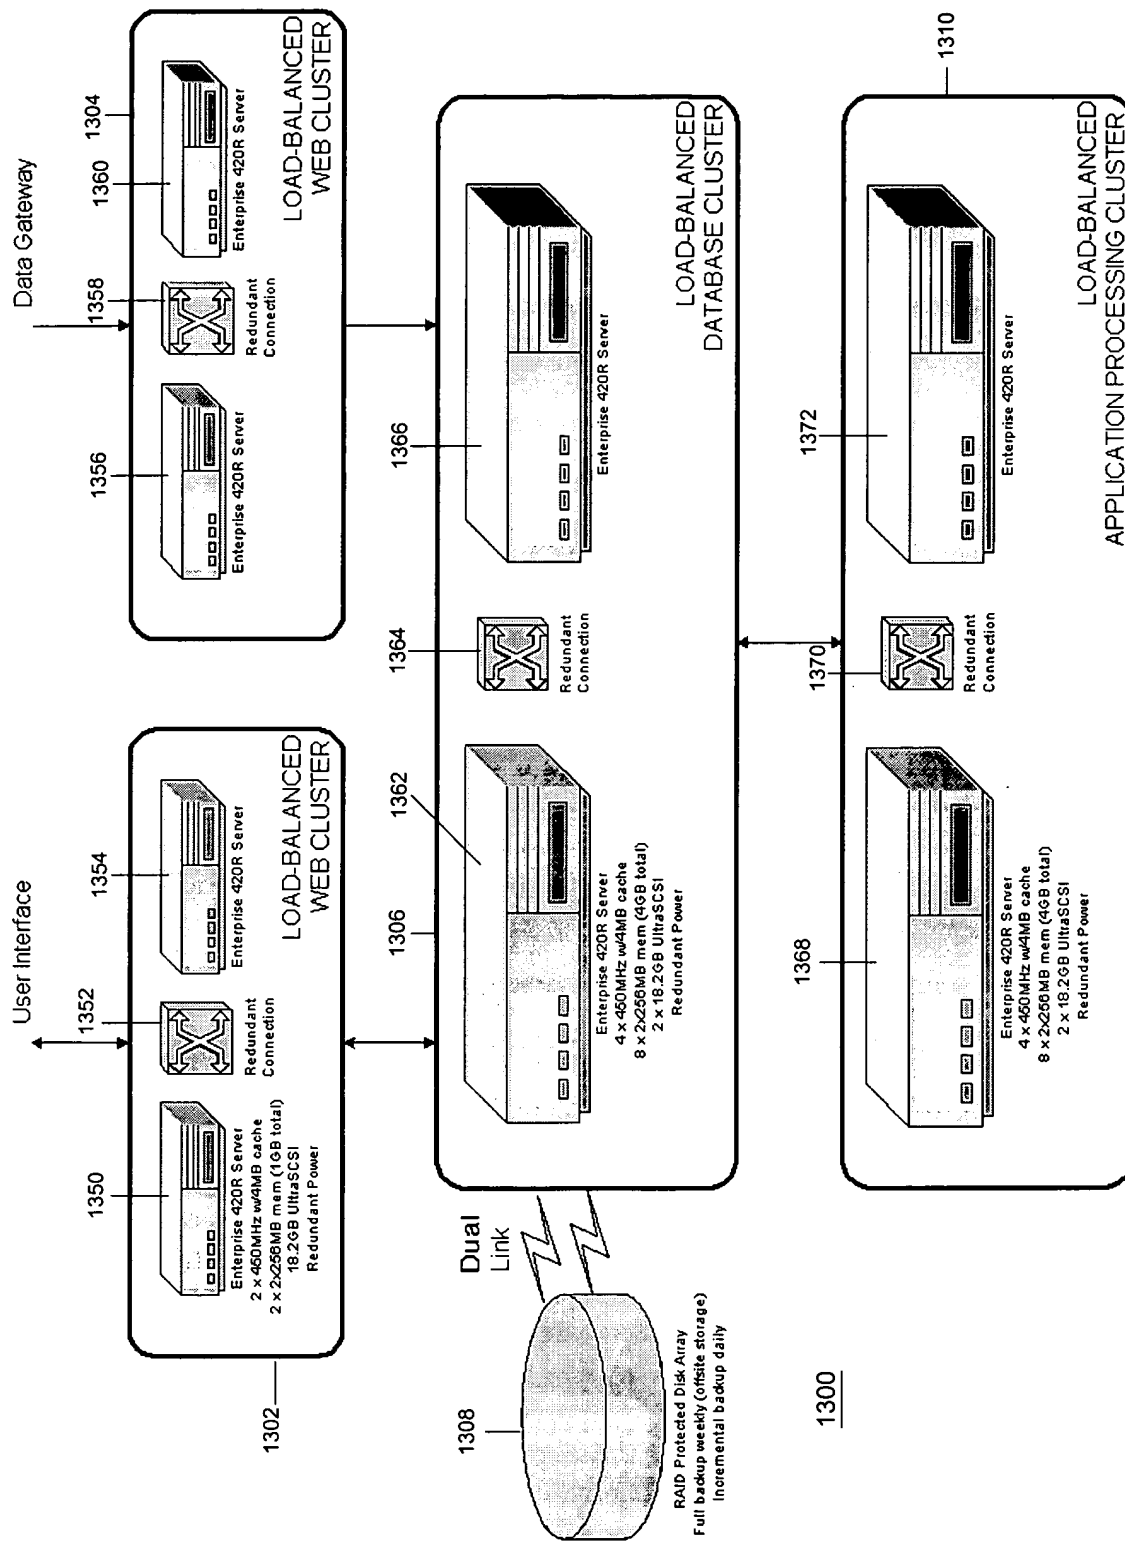 User Interface
Data Gateway
1302
1350
1352
1354
1356
1358
1360
1304
Enterprise 420R Server
2 x 450MHz w/4MB cache
2 x 2x256MB mem (1GB total)
18.2GB UltraSCSI
Redundant Power
Redundant
Connection
Enterprise 420R Server
LOAD-BALANCED
WEB CLUSTER
Enterprise 420R Server
Redundant
Connection
Enterprise 420R Server
LOAD-BALANCED
WEB CLUSTER
1308
Dual
Link
RAID Protected Disk Array
Full backup weekly (offsite storage)
Incremental backup daily
1306
1362
1364
1366
Enterprise 420R Server
4 x 450MHz w/4MB cache
8 x 2x256MB mem (4GB total)
2 x 18.2GB UltraSCSI
Redundant Power
Redundant
Connection
Enterprise 420R Server
LOAD-BALANCED
DATABASE CLUSTER
1300
1368
1370
1372
1310
Enterprise 420R Server
4 x 450MHz w/4MB cache
8 x 2x256MB mem (4GB total)
2 x 18.2GB UltraSCSI
Redundant Power
Redundant
Connection
Enterprise 420R Server
LOAD-BALANCED
APPLICATION PROCESSING CLUSTER